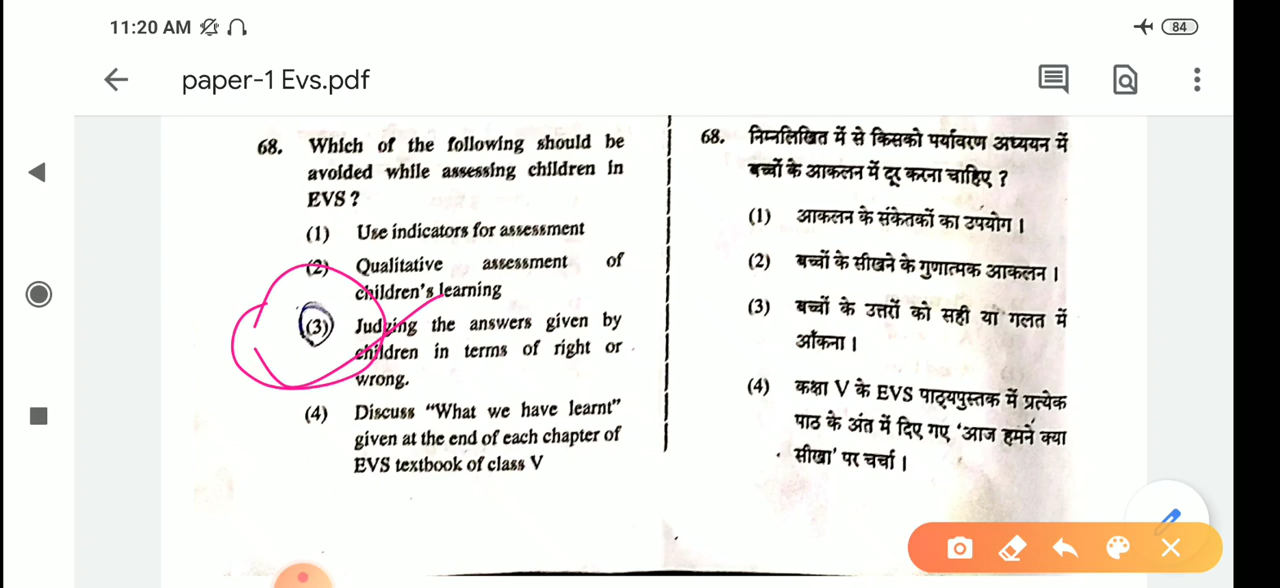 11:20 AM
84
paper-1 Evs.pdf
68. Which of the following should be
avoided while assessing children in
EVS ?
(1) Use indicators for assessment
(2) Qualitative assessment of
children's learning
(3) Judging the answers given by
children in terms of right or
wrong.
(4) Discuss “What we have learnt”
given at the end of each chapter of
EVS textbook of class V
68. निम्नलिखित में से किसको पर्यावरण अध्ययन में
बच्चों के आकलन में दूर करना चाहिए ?
(1) आकलन के संकेतकों का उपयोग ।
(2) बच्चों के सीखने के गुणात्मक आकलन ।
(3) बच्चों के उत्तरों को सही या गलत में
आँकना ।
(4) कक्षा V के EVS पाठ्यपुस्तक में प्रत्येक
पाठ के अंत में दिए गए ‘आज हमने क्या
सीखा’ पर चर्चा ।